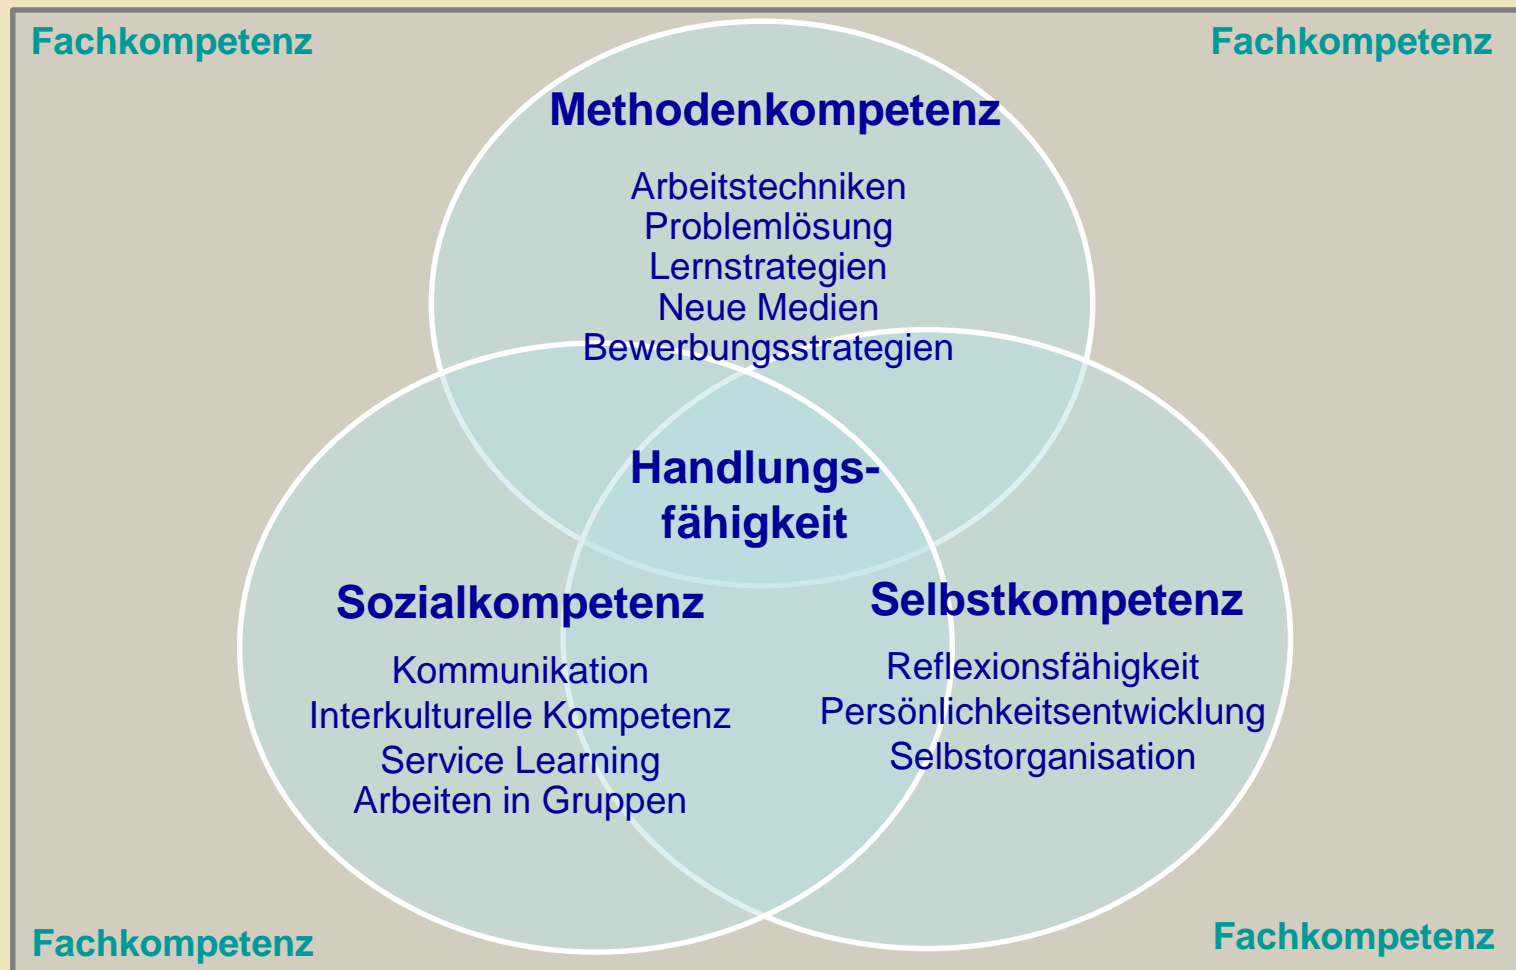 Fachkompetenz
Fachkompetenz
Methodenkompetenz
Arbeitstechniken
Problemlösung
Lernstrategien
Neue Medien
Bewerbungsstrategien
Handlungs-
fähigkeit
Sozialkompetenz
Kommunikation
Interkulturelle Kompetenz
Service Learning
Arbeiten in Gruppen
Selbstkompetenz
Reflexionsfähigkeit
Persönlichkeitsentwicklung
Selbstorganisation
Fachkompetenz
Fachkompetenz